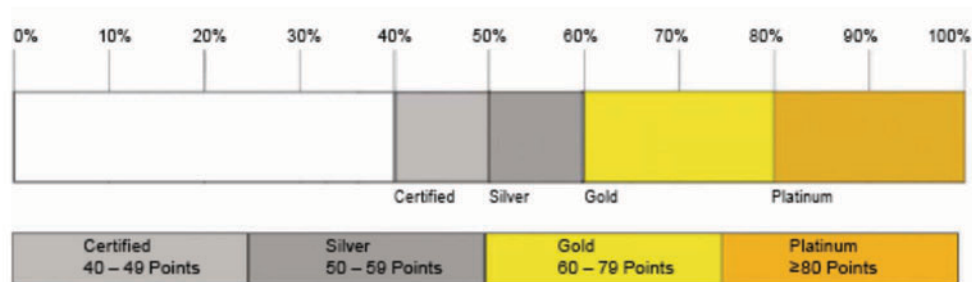 0% 10% 20% 30% 40% 50% 60% 70% 80% 90% 100%
Certified Silver Gold Platinum
Certified Silver Gold Platinum
40 – 49 Points 50 – 59 Points 60 – 79 Points ≥80 Points